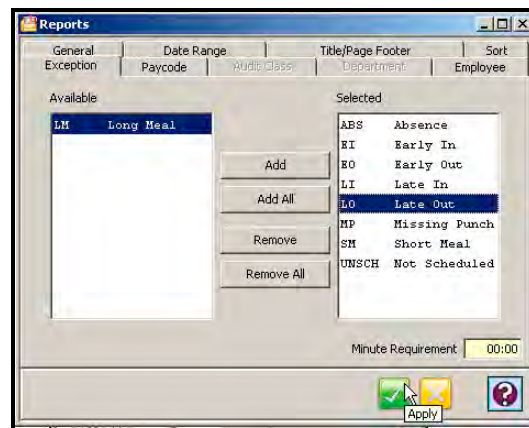 Reports
General Date Range Title/Page Footer Sort
Exception Paycode Audit Class Department Employee
Available Selected
LM Long Meal
ABS Absence
EI Early In
EO Early Out
LI Late In
LO Late Out
MP Missing Punch
SM Short Meal
UNSCH Not Scheduled
Add
Add All
Remove
Remove All
Minute Requirement 00:00
Apply